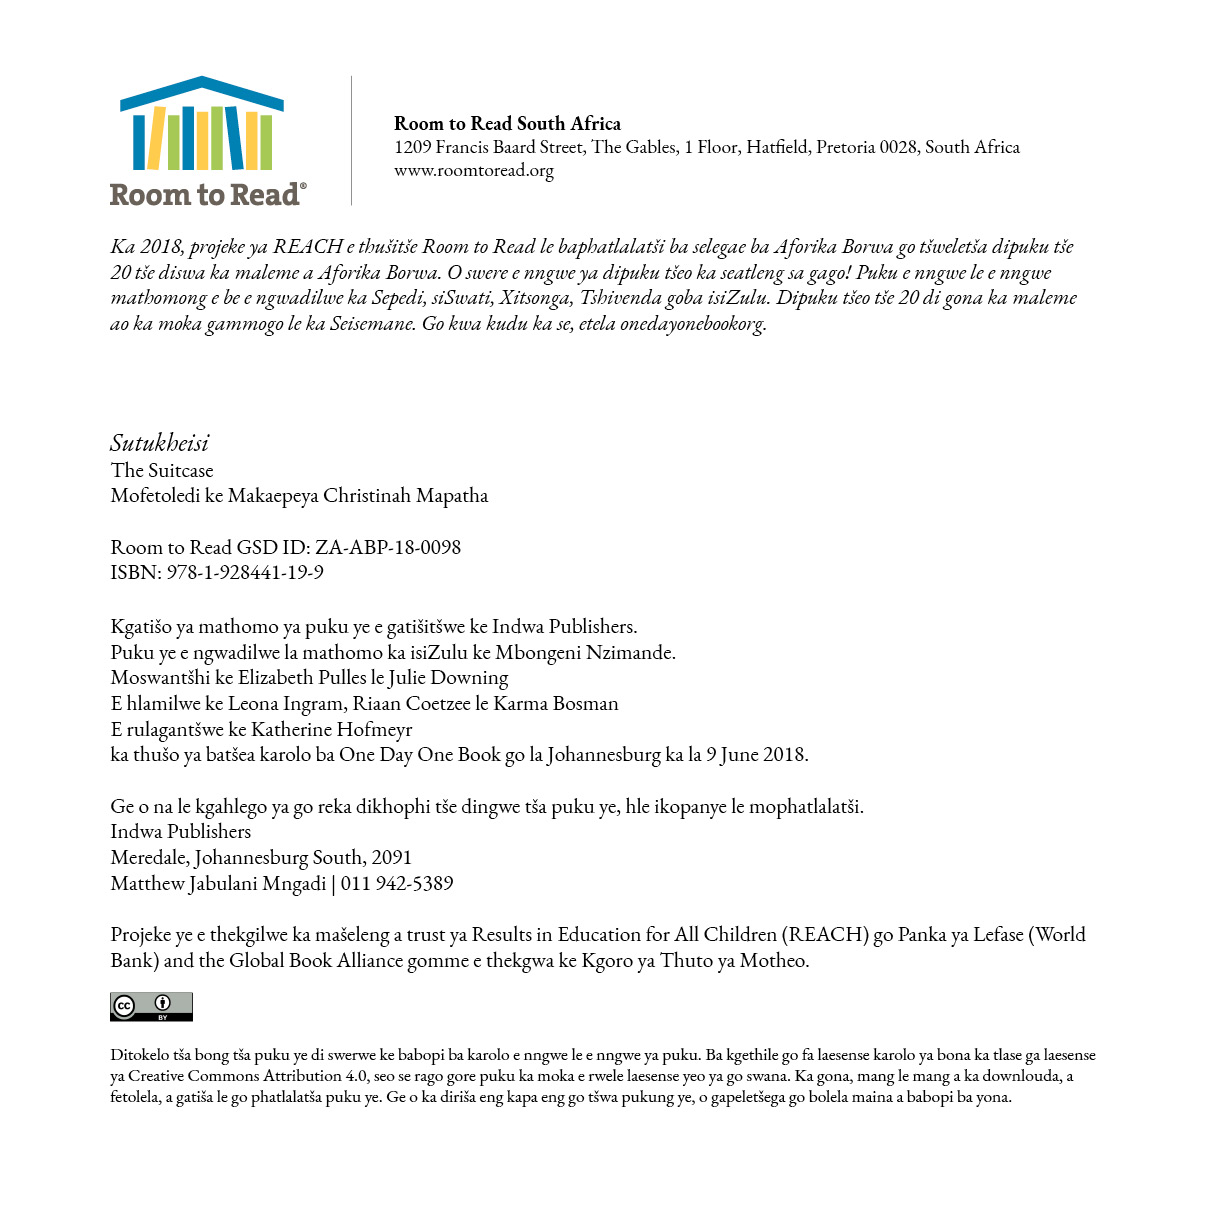 Room to Read®
Room to Read South Africa
1209 Francis Baard Street, The Gables, 1 Floor, Hatfield, Pretoria 0028, South Africa
www.roomtoread.org
Ka 2018, projeke ya REACH e thušitše Room to Read le baphatlalatši ba selegae ba Aforika Borwa go tšweletša dipuku tše
20 tše diswa ka maleme a Aforika Borwa. O swere e nngwe ya dipuku tšeo ka seatleng sa gago! Puku e nngwe le e nngwe
mathomong e be e ngwadilwe ka Sepedi, siSwati, Xitsonga, Tshivenda goba isiZulu. Dipuku tšeo tše 20 di gona ka maleme
ao ka moka gammogo le ka Seisemane. Go kwa kudu ka se, etela onedayonebookorg.
Sutukheisi
The Suitcase
Mofetoledi ke Makaepeya Christinah Mapatha
Room to Read GSD ID: ZA-ABP-18-0098
ISBN: 978-1-928441-19-9
Kgatišo ya mathomo ya puku ye e gatišitšwe ke Indwa Publishers.
Puku ye e ngwadilwe la mathomo ka isiZulu ke Mbongeni Nzimande.
Moswantšhi ke Elizabeth Pulles le Julie Downing
E hlamilwe ke Leona Ingram, Riaan Coetzee le Karma Bosman
E rulagantšwe ke Katherine Hofmeyr
ka thušo ya batšea karolo ba One Day One Book go la Johannesburg ka la 9 June 2018.
Ge o na le kgahlego ya go reka dikhophi tše dingwe tša puku ye, hle ikopanye le mophatlalatši.
Indwa Publishers
Meredale, Johannesburg South, 2091
Matthew Jabulani Mngadi | 011 942-5389
Projeke ye e thekgilwe ka mašeleng a trust ya Results in Education for All Children (REACH) go Panka ya Lefase (World
Bank) and the Global Book Alliance gomme e thekgwa ke Kgoro ya Thuto ya Motheo.
cc BY
Ditokelo tša bong tša puku ye di swerwe ke babopi ba karolo e nngwe le e nngwe ya puku. Ba kgethile go fa laesense karolo ya bona ka tlase ga laesense
ya Creative Commons Attribution 4.0, seo se rago gore puku ka moka e rwele laesense yeo ya go swana. Ka gona, mang le mang a ka downlouda, a
fetolela, a gatiša le go phatlalatša puku ye. Ge o ka diriša eng kapa eng go tšwa pukung ye, o gapeletšega go bolela maina a babopi ba yona.